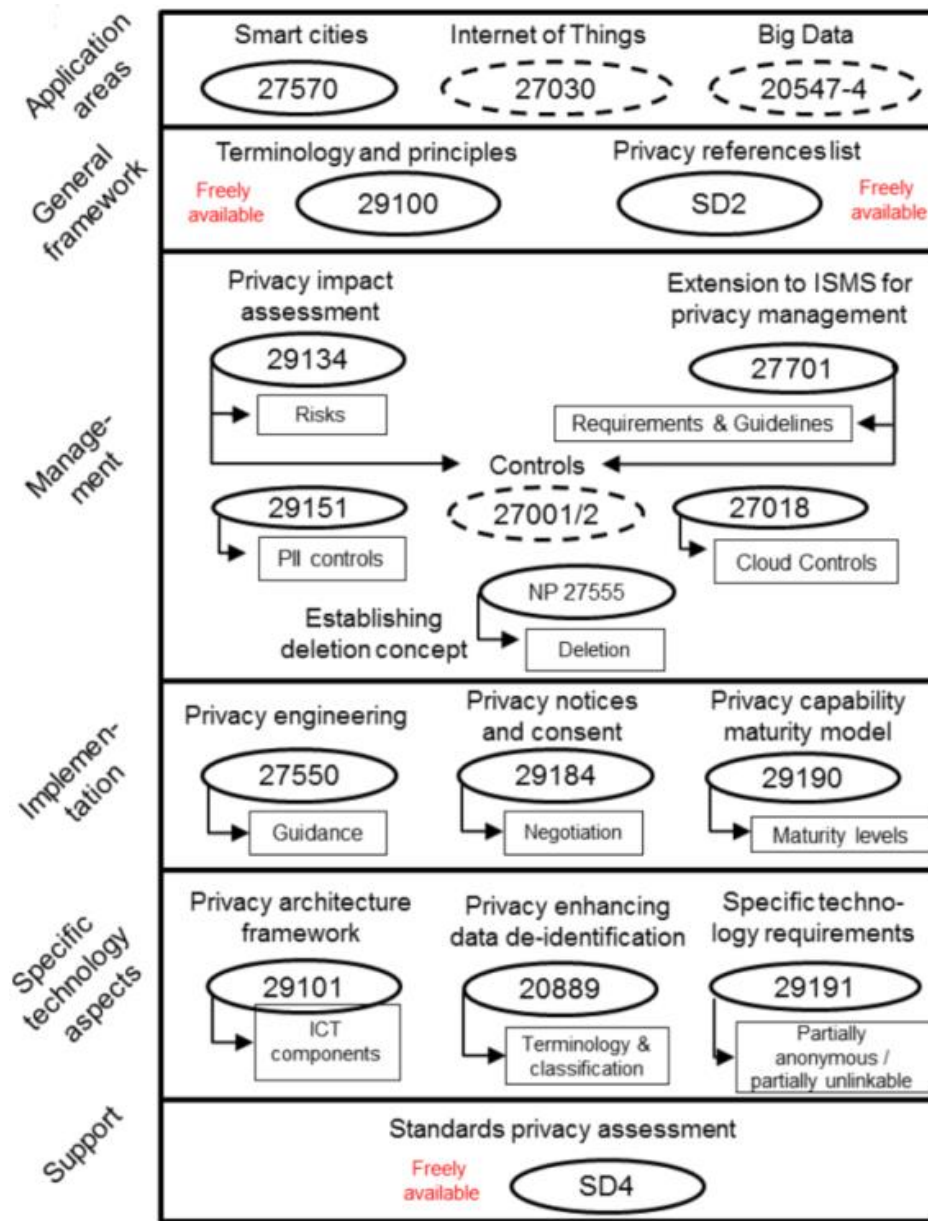 Application
areas
Smart cities
Internet of Things
Big Data
27570
27030
20547-4
General
framework
Terminology and principles
Privacy references list
Freely
available
29100
SD2
Freely
available
Manage-
ment
Privacy impact
assessment
Extension to ISMS for
privacy management
29134
27701
Risks
Requirements & Guidelines
Controls
29151
27001/2
27018
PII controls
Cloud Controls
NP 27555
Establishing
deletion concept
Deletion
Implemen-
tation
Privacy engineering
Privacy notices
and consent
Privacy capability
maturity model
27550
29184
29190
Guidance
Negotiation
Maturity levels
Specific
technology
aspects
Privacy architecture
framework
Privacy enhancing
data de-identification
Specific techno-
logy requirements
29101
20889
29191
ICT
components
Terminology &
classification
Partially
anonymous /
partially unlinkable
Support
Standards privacy assessment
Freely
available
SD4